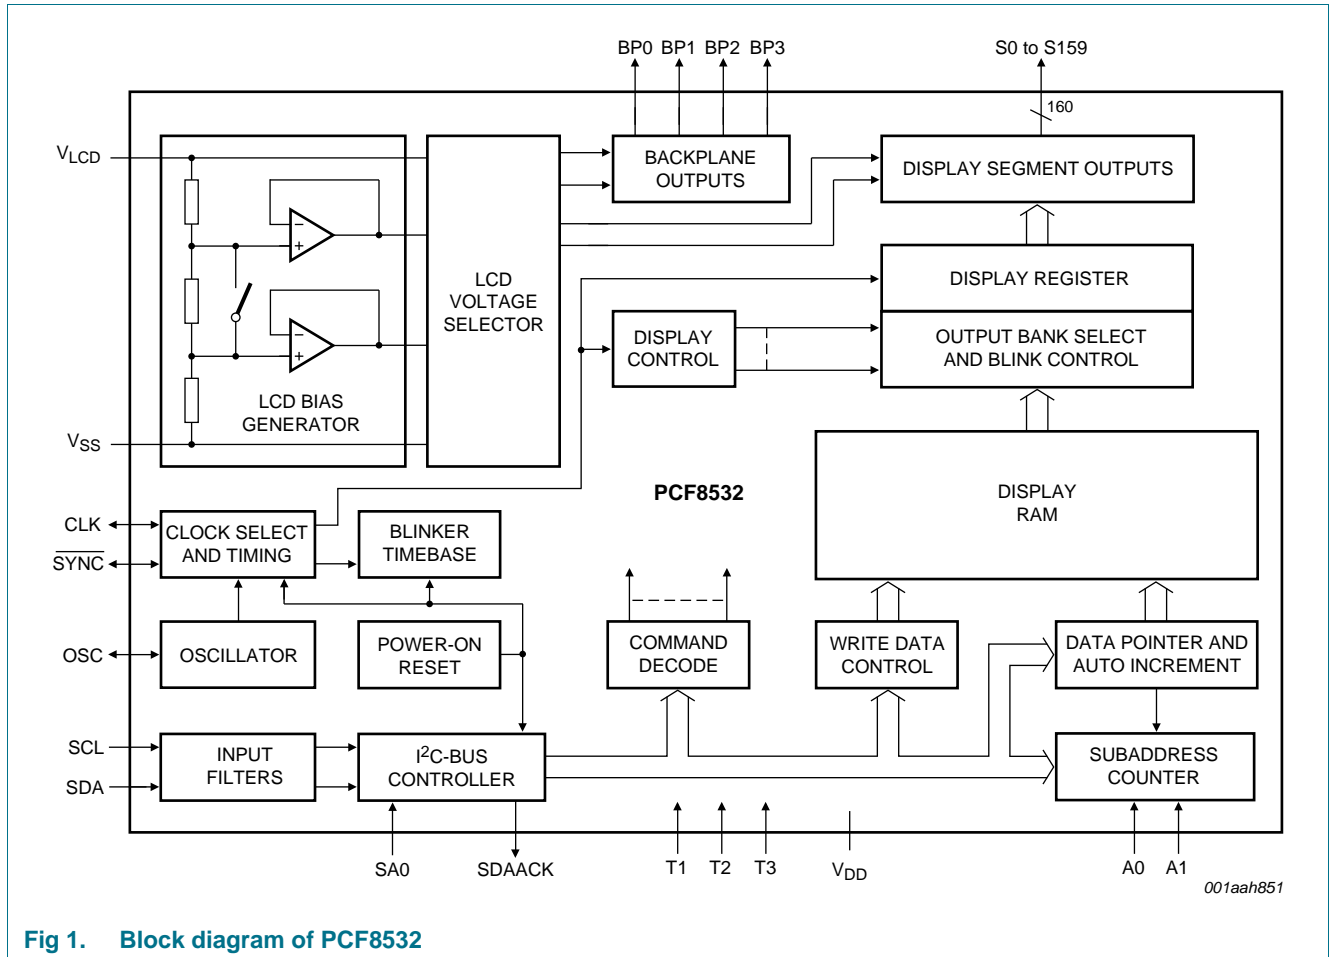 BP0 BP1 BP2 BP3
S0 to S159
160
VLCD
BACKPLANE
OUTPUTS
DISPLAY SEGMENT OUTPUTS
−
+
LCD
VOLTAGE
SELECTOR
DISPLAY REGISTER
−
+
DISPLAY
CONTROL
OUTPUT BANK SELECT
AND BLINK CONTROL
LCD BIAS
GENERATOR
VSS
PCF8532
DISPLAY
RAM
CLK
SYNC
CLOCK SELECT
AND TIMING
BLINKER
TIMEBASE
OSC
OSCILLATOR
POWER-ON
RESET
COMMAND
DECODE
WRITE DATA
CONTROL
DATA POINTER AND
AUTO INCREMENT
SCL
SDA
INPUT
FILTERS
I2C-BUS
CONTROLLER
SUBADDRESS
COUNTER
SA0
SDAACK
T1
T2
T3
VDD
A0
A1
001aah851
Fig 1. Block diagram of PCF8532